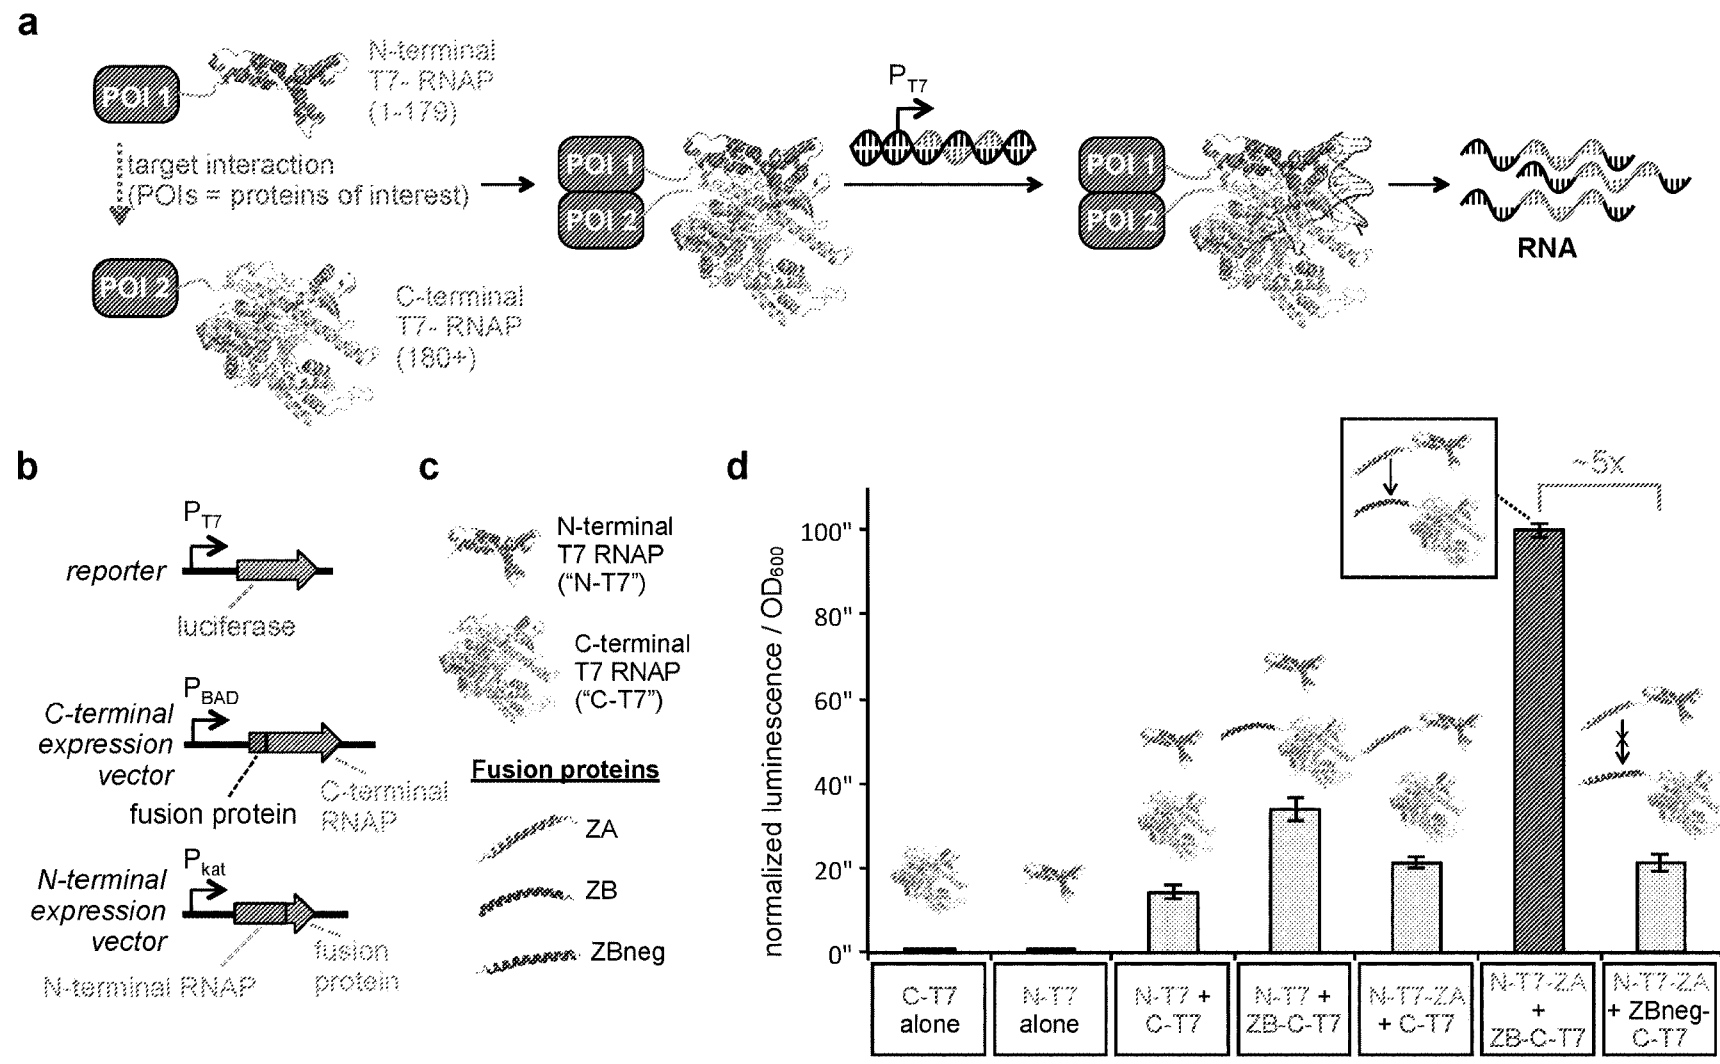 a
POI 1
N-terminal
T7- RNAP
(1-179)
target interaction
(POIs = proteins of interest)
POI 2
C-terminal
T7- RNAP
(180+)
POI 1
POI 2
PT7
POI 1
POI 2
RNA
b
PT7
reporter
luciferase
PBAD
C-terminal
expression
vector
fusion protein
C-terminal
RNAP
Pkat
N-terminal
expression
vector
N-terminal RNAP
fusion
protein
c
N-terminal
T7 RNAP
("N-T7")
C-terminal
T7 RNAP
("C-T7")
Fusion proteins
ZA
ZB
ZBneg
d
normalized luminescence / OD600
100"
80"
60"
40"
20"
0"
~5x
X
C-T7
alone
N-T7
alone
N-T7 +
C-T7
N-T7 +
ZB-C-T7
N-T7-ZA
+ C-T7
N-T7-ZA
+
ZB-C-T7
N-T7-ZA
+ ZBneg-
C-T7